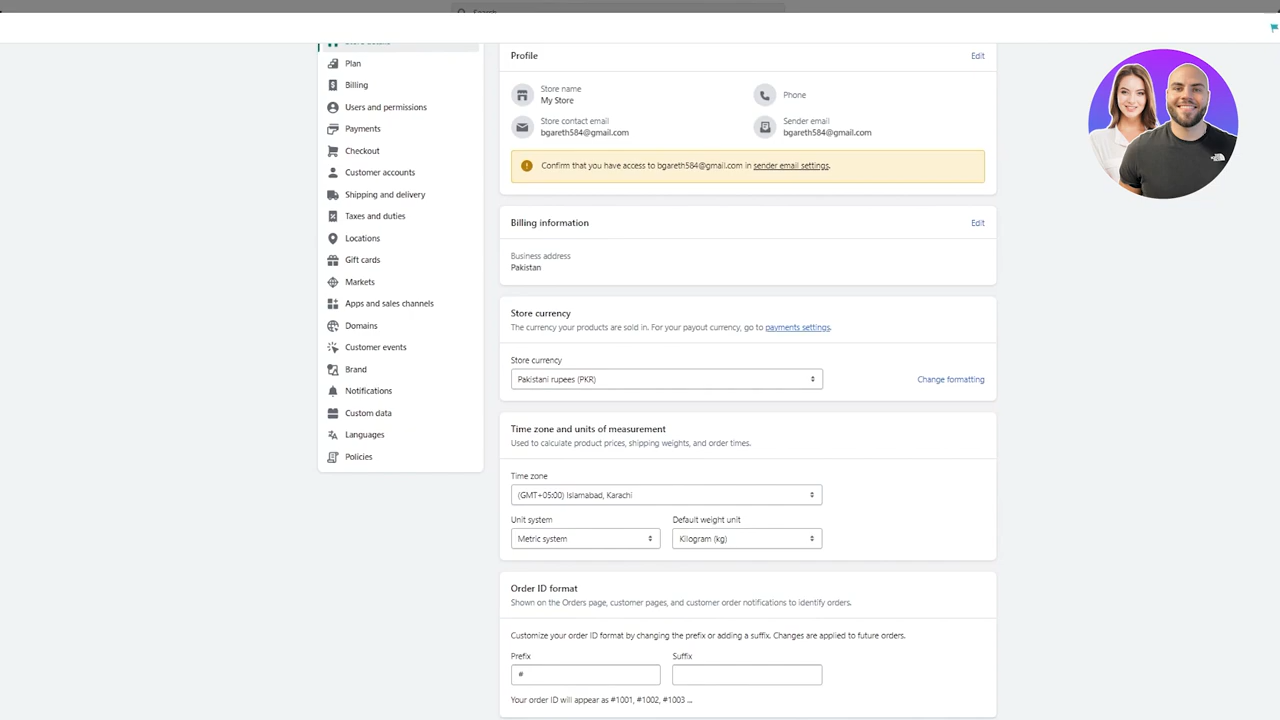 Search
Store details
Plan
Billing
Users and permissions
Payments
Checkout
Customer accounts
Shipping and delivery
Taxes and duties
Locations
Gift cards
Markets
Apps and sales channels
Domains
Customer events
Brand
Notifications
Custom data
Languages
Policies
Profile
Edit
Store name
My Store
Phone
Store contact email
bgareth584@gmail.com
Sender email
bgareth584@gmail.com
Confirm that you have access to bgareth584@gmail.com in sender email settings.
Billing information
Edit
Business address
Pakistan
Store currency
The currency your products are sold in. For your payout currency, go to payments settings.
Store currency
Pakistani rupees (PKR)
Change formatting
Time zone and units of measurement
Used to calculate product prices, shipping weights, and order times.
Time zone
(GMT+05:00) Islamabad, Karachi
Unit system
Default weight unit
Metric system
Kilogram (kg)
Order ID format
Shown on the Orders page, customer pages, and customer order notifications to identify orders.
Customize your order ID format by changing the prefix or adding a suffix. Changes are applied to future orders.
Prefix
Suffix
#
Your order ID will appear as #1001, #1002, #1003 ...